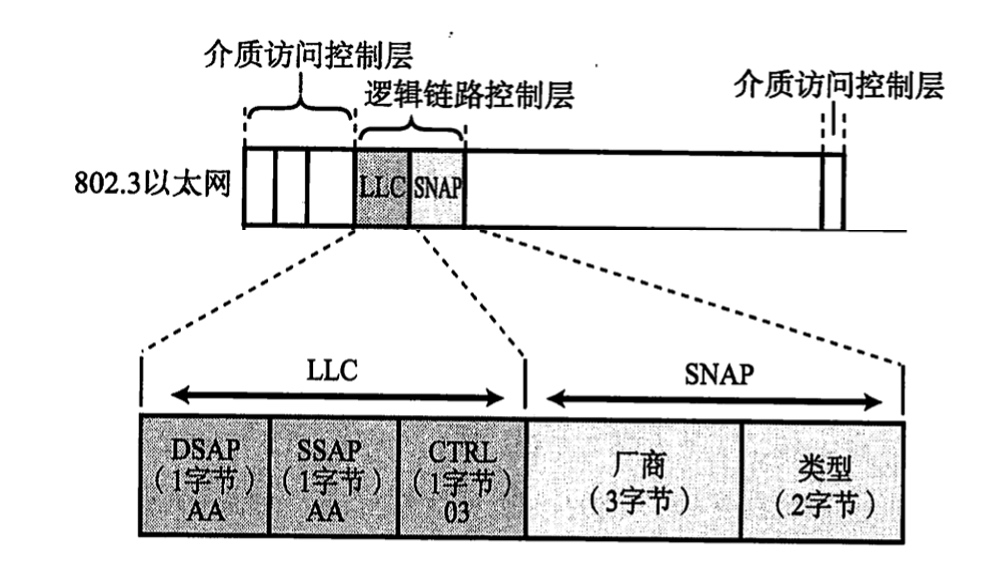 介质访问控制层
逻辑链路控制层
介质访问控制层
802.3以太网
LLC
SNAP
LLC
SNAP
DSAP
（1字节）
AA
SSAP
（1字节）
AA
CTRL
（1字节）
03
厂商
（3字节）
类型
（2字节）